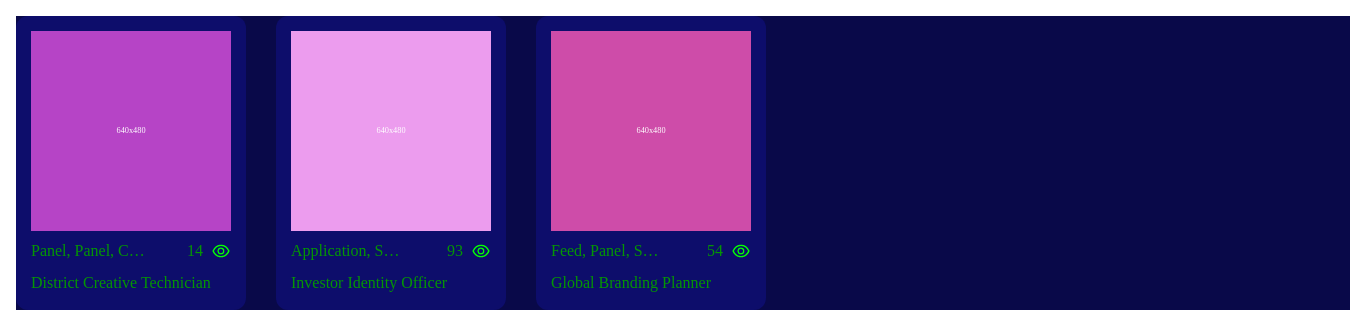 640x480
Panel, Panel, C… 14
District Creative Technician
640x480
Application, S… 93
Investor Identity Officer
640x480
Feed, Panel, S… 54
Global Branding Planner